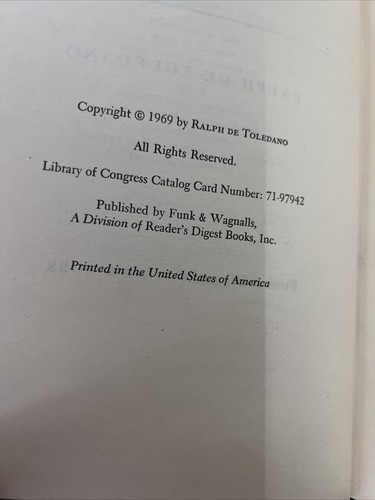 Copyright © 1969 by RALPH DE TOLEDANO
All Rights Reserved.
Library of Congress Catalog Card Number: 71-97942
Published by Funk & Wagnalls,
A Division of Reader's Digest Books, Inc.
Printed in the United States of America